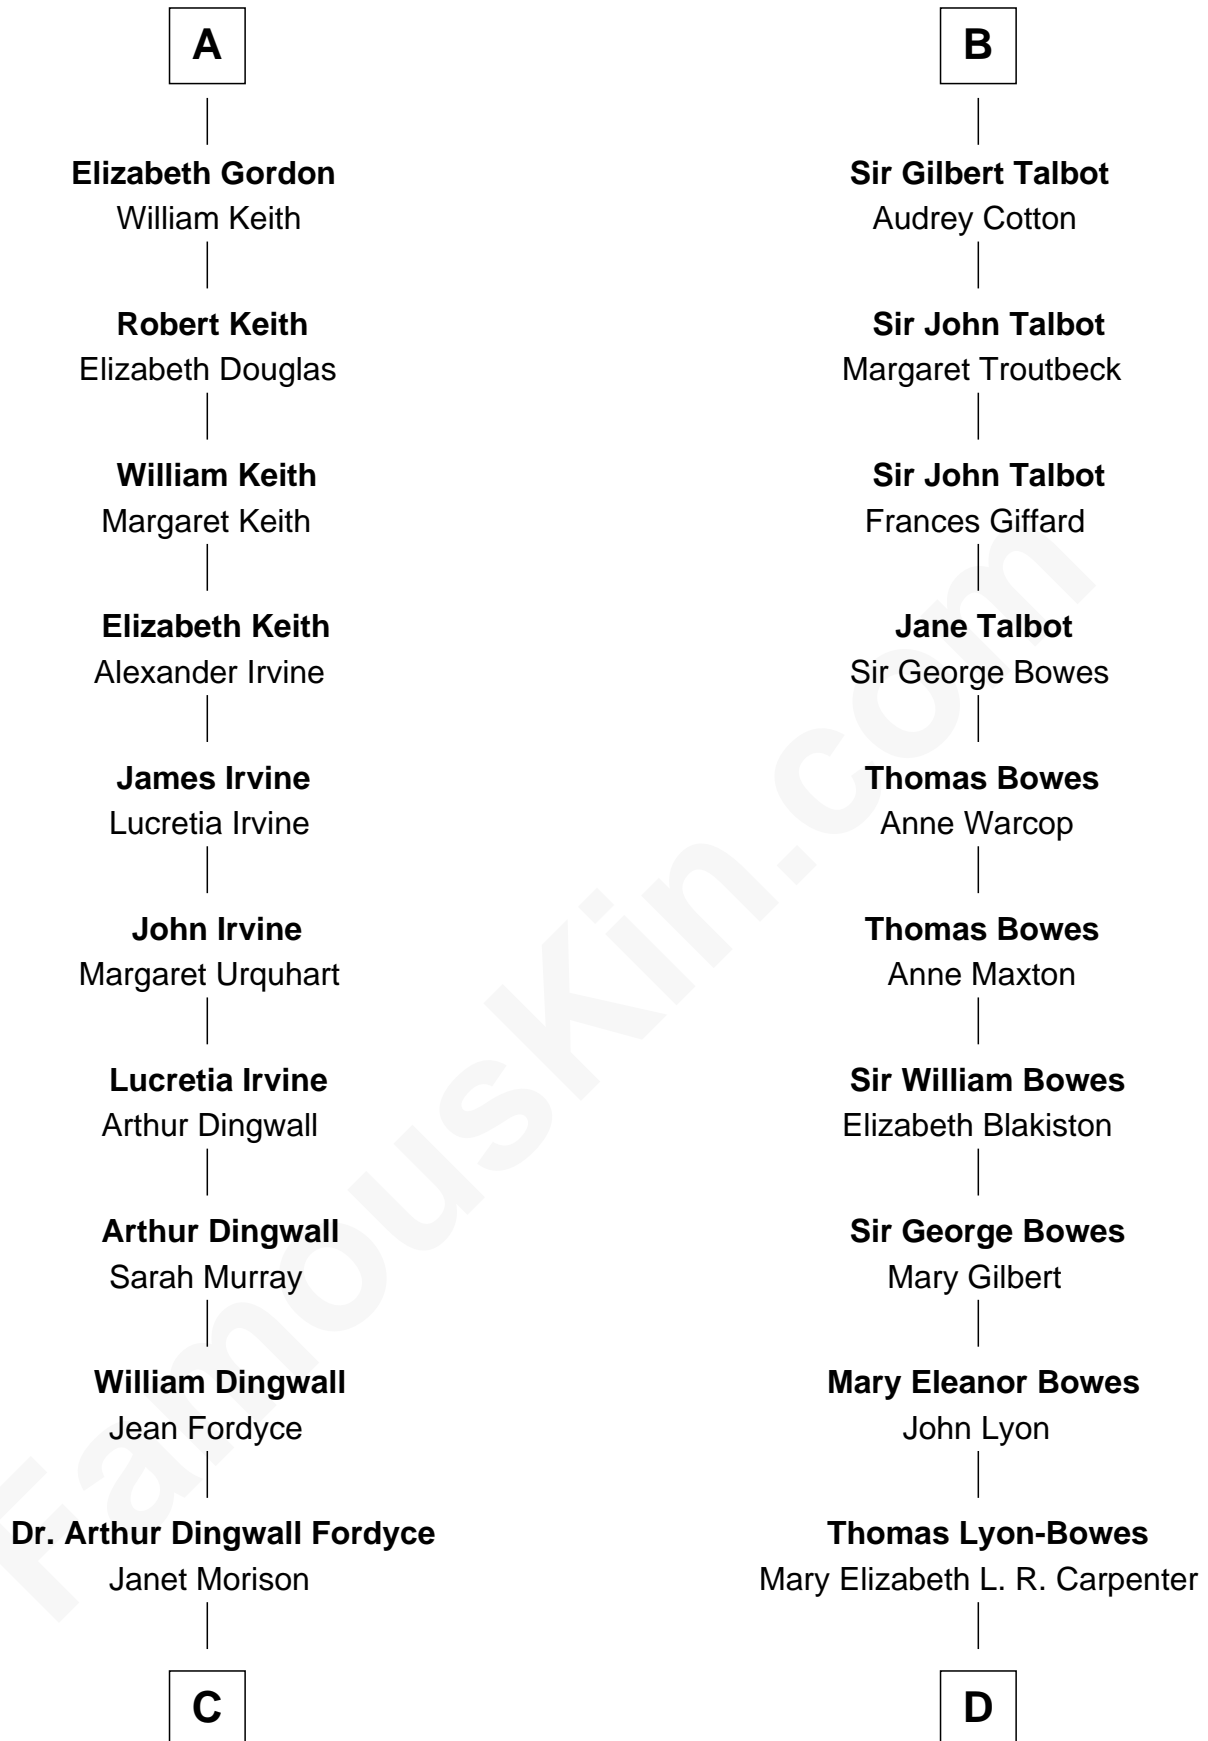 A
Elizabeth Gordon
William Keith
Robert Keith
Elizabeth Douglas
William Keith
Margaret Keith
Elizabeth Keith
Alexander Irvine
James Irvine
Lucretia Irvine
John Irvine
Margaret Urquhart
Lucretia Irvine
Arthur Dingwall
Arthur Dingwall
Sarah Murray
William Dingwall
Jean Fordyce
Dr. Arthur Dingwall Fordyce
Janet Morison
C
B
Sir Gilbert Talbot
Audrey Cotton
Sir John Talbot
Margaret Troutbeck
Sir John Talbot
Frances Giffard
Jane Talbot
Sir George Bowes
Thomas Bowes
Anne Warcop
Thomas Bowes
Anne Maxton
Sir William Bowes
Elizabeth Blakiston
Sir George Bowes
Mary Gilbert
Mary Eleanor Bowes
John Lyon
Thomas Lyon-Bowes
Mary Elizabeth L. R. Carpenter
D
FamousKin.com